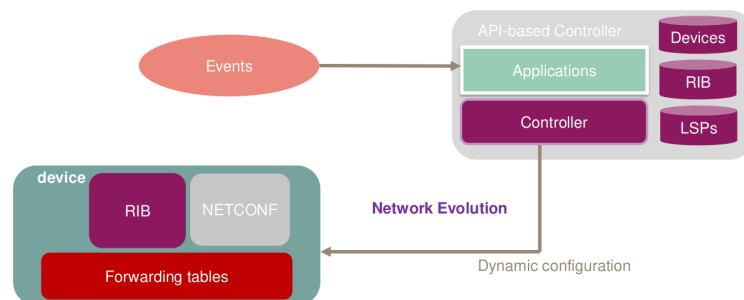 API-based Controller
Devices
Events
Applications
RIB
Controller
LSPs
device
RIB
NETCONF
Network Evolution
Forwarding tables
Dynamic configuration